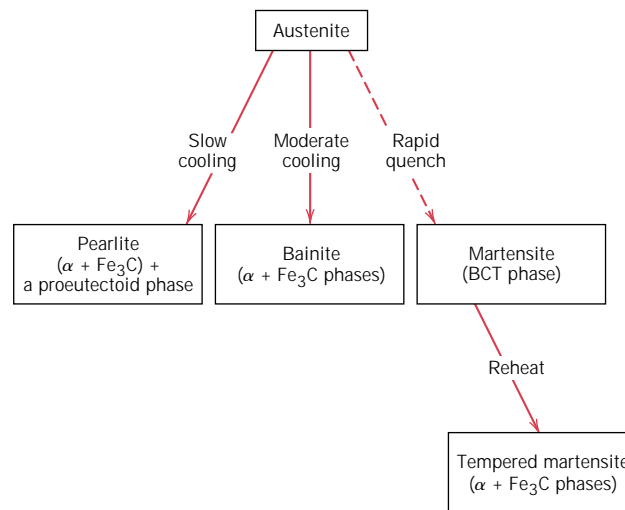 Austenite
Slow
cooling
Moderate
cooling
Rapid
quench
Pearlite
(α + Fe₃C) +
a proeutectoid phase
Bainite
(α + Fe₃C phases)
Martensite
(BCT phase)
Reheat
Tempered martensite
(α + Fe₃C phases)